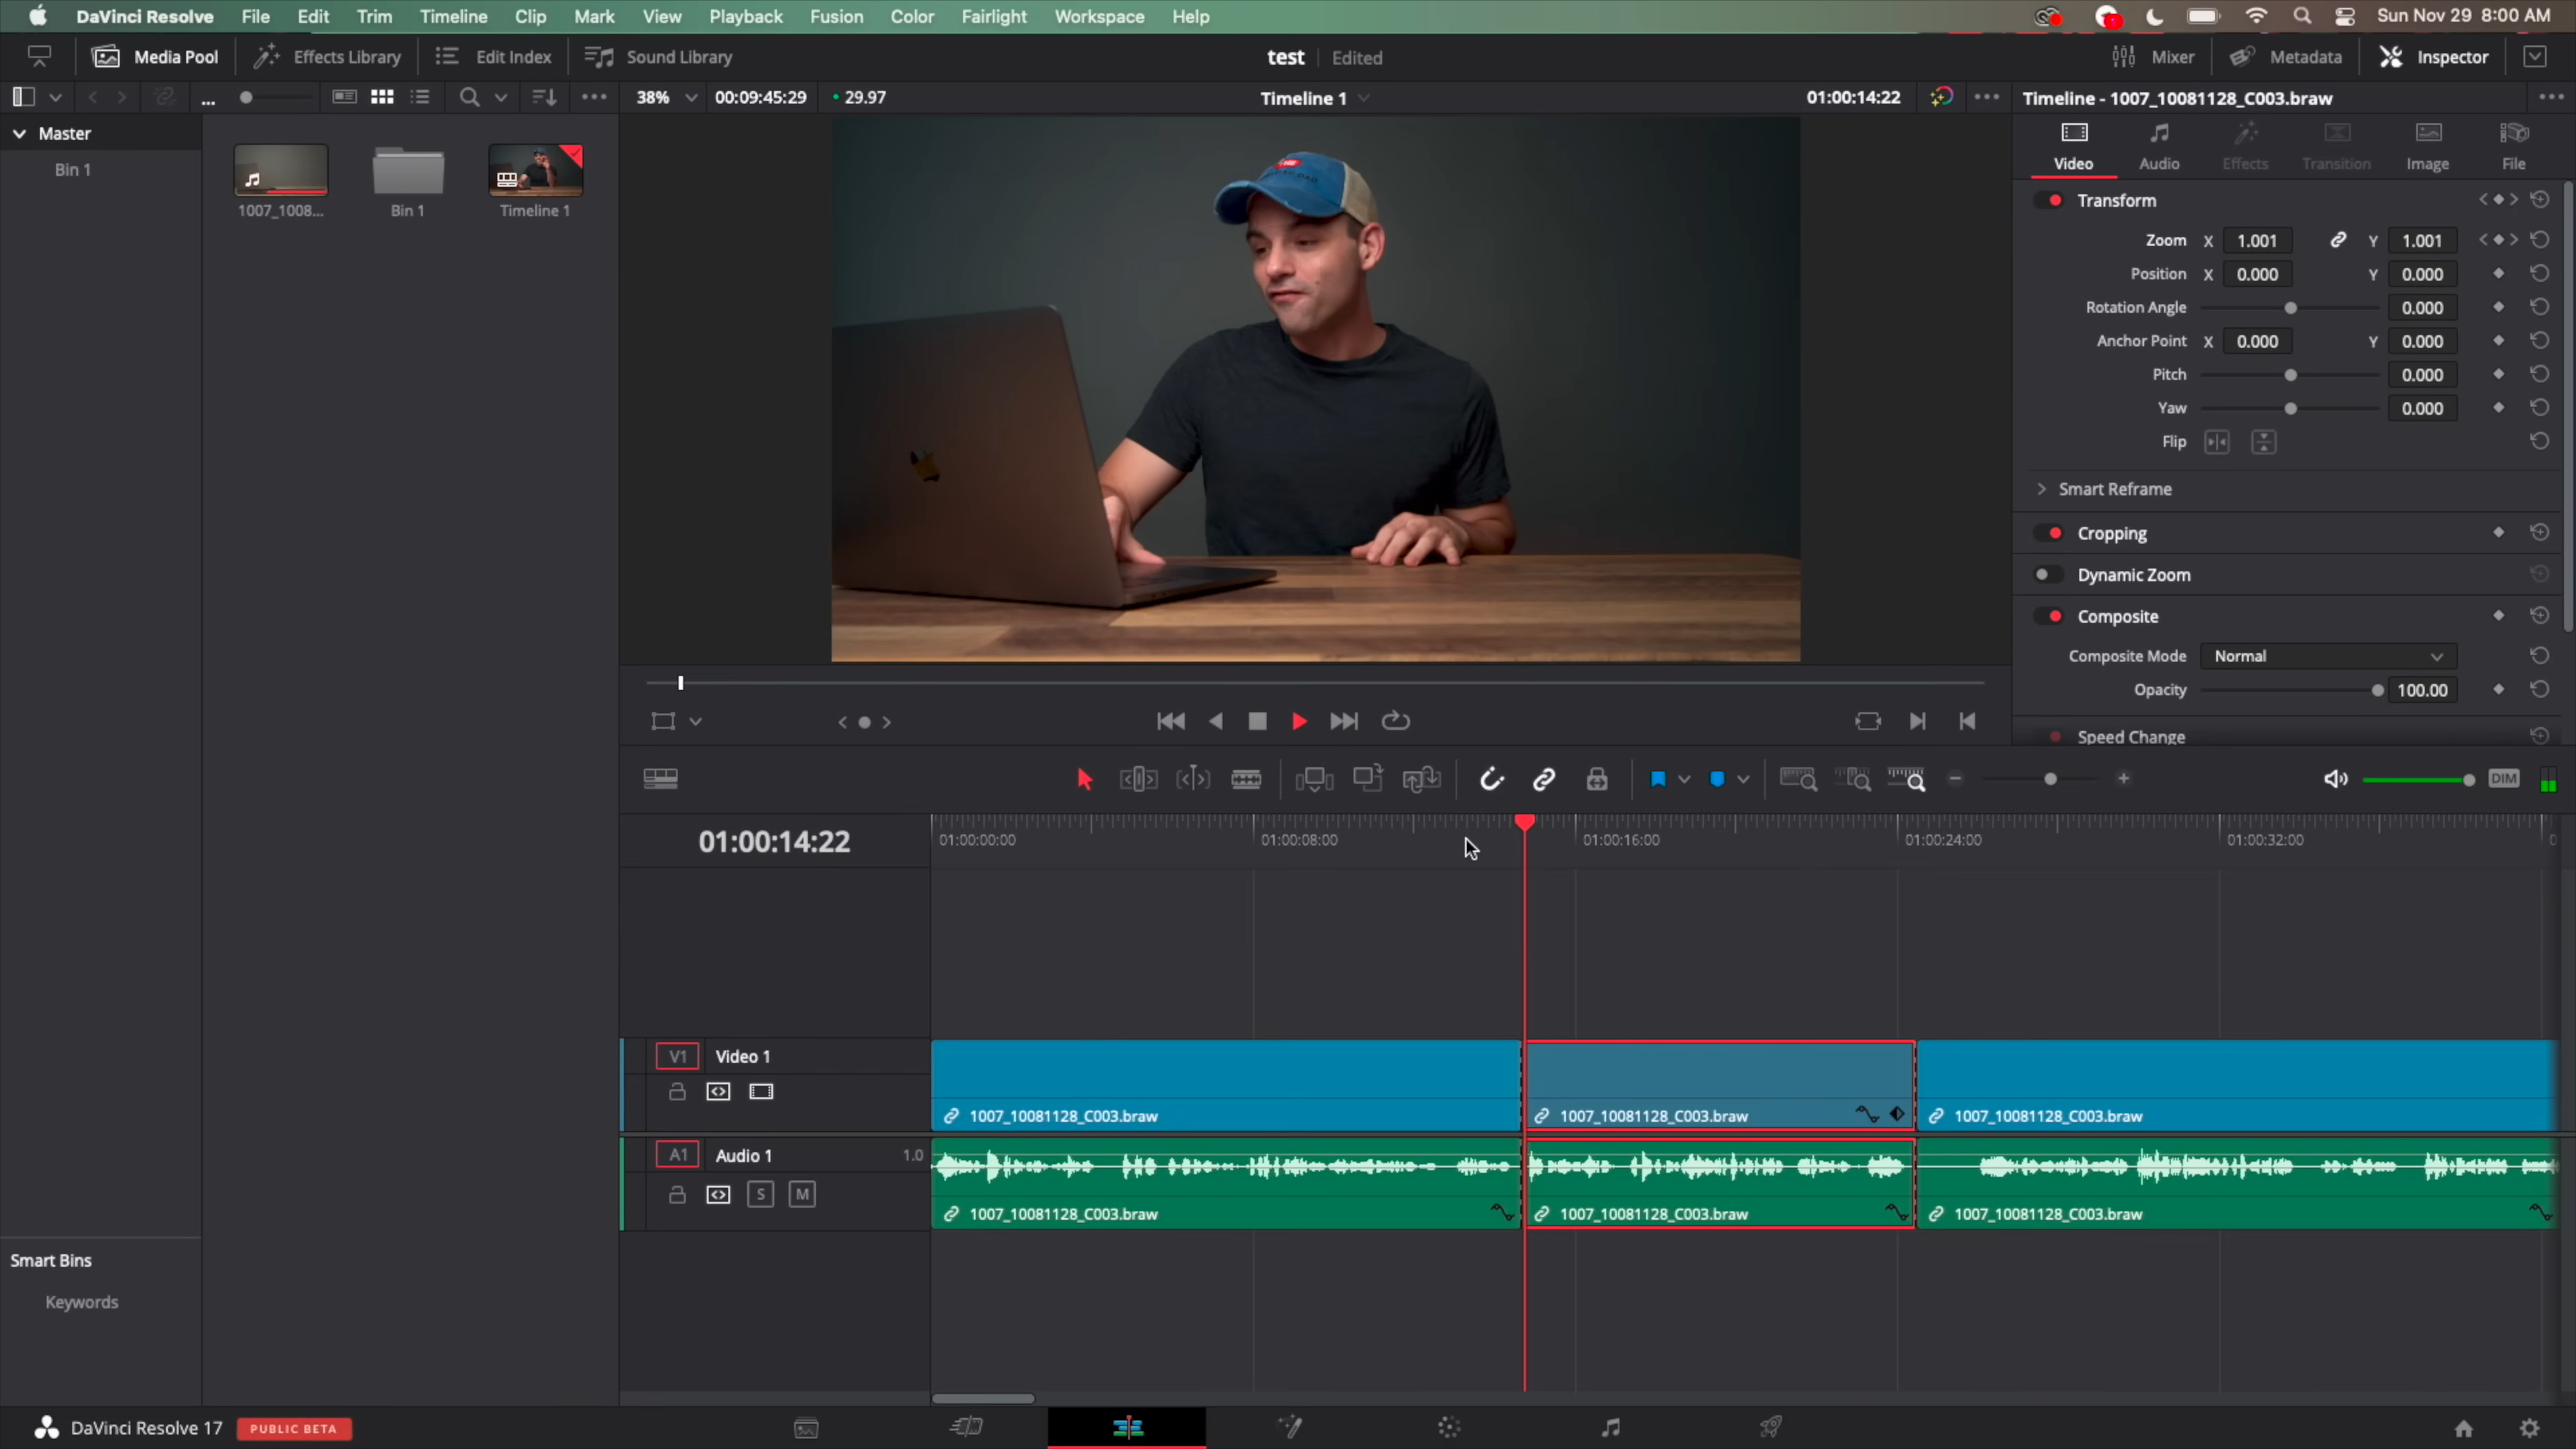 DaVinci Resolve File Edit Trim Timeline Clip Mark View Playback Fusion Color Fairlight Workspace Help Sun Nov 29 8:00 AM
Media Pool Effects Library Edit Index Sound Library test Edited Mixer Metadata Inspector
... 38% 00:09:45:29 29.97 Timeline 1 01:00:14:22 Timeline - 1007_10081128_C003.braw
Master
Bin 1
1007_1008... Bin 1 Timeline 1
Video Audio Effects Transition Image File
Transform
Zoom X 1.001 Y 1.001
Position X 0.000 Y 0.000
Rotation Angle 0.000
Anchor Point X 0.000 Y 0.000
Pitch 0.000
Yaw 0.000
Flip
Smart Reframe
Cropping
Dynamic Zoom
Composite
Composite Mode Normal
Opacity 100.00
Speed Change
DIM
01:00:14:22 01:00:00:00 01:00:08:00 01:00:16:00 01:00:24:00 01:00:32:00
V1 Video 1
1007_10081128_C003.braw 1007_10081128_C003.braw 1007_10081128_C003.braw
A1 Audio 1 1.0
S M
1007_10081128_C003.braw 1007_10081128_C003.braw 1007_10081128_C003.braw
Smart Bins
Keywords
DaVinci Resolve 17 PUBLIC BETA